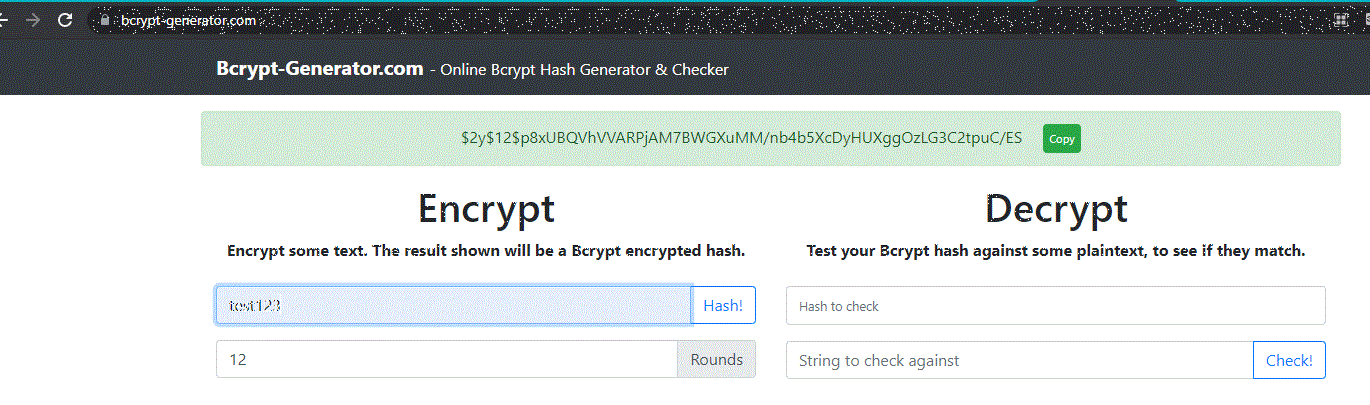 bcrypt-generator.com
Bcrypt-Generator.com - Online Bcrypt Hash Generator & Checker
$2y$12$p8xUBQVhVVARPjAM7BWGXuMM/nb4b5XcDyHUXggOzLG3C2tpuC/ES Copy
Encrypt
Encrypt some text. The result shown will be a Bcrypt encrypted hash.
test123 Hash!
12 Rounds
Decrypt
Test your Bcrypt hash against some plaintext, to see if they match.
Hash to check
String to check against Check!